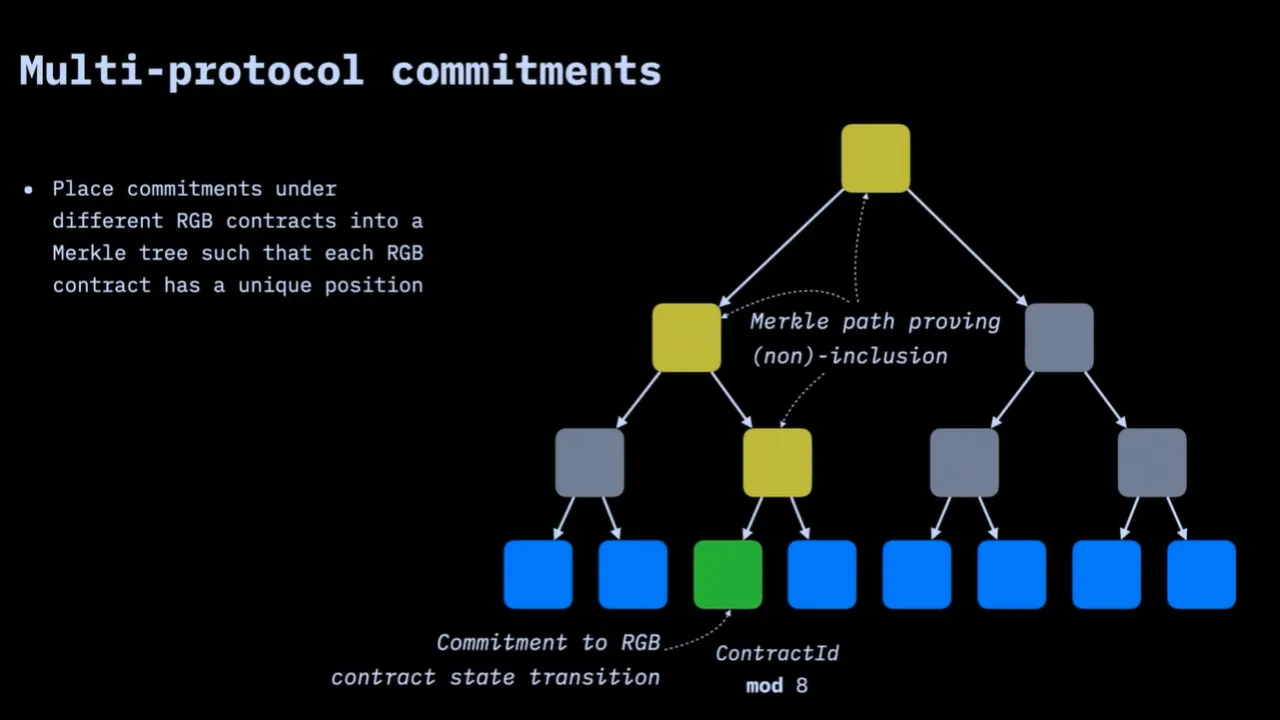 Multi-protocol commitments
• Place commitments under
different RGB contracts into a
Merkle tree such that each RGB
contract has a unique position
Merkle path proving
(non)-inclusion
Commitment to RGB
contract state transition
ContractId
mod 8